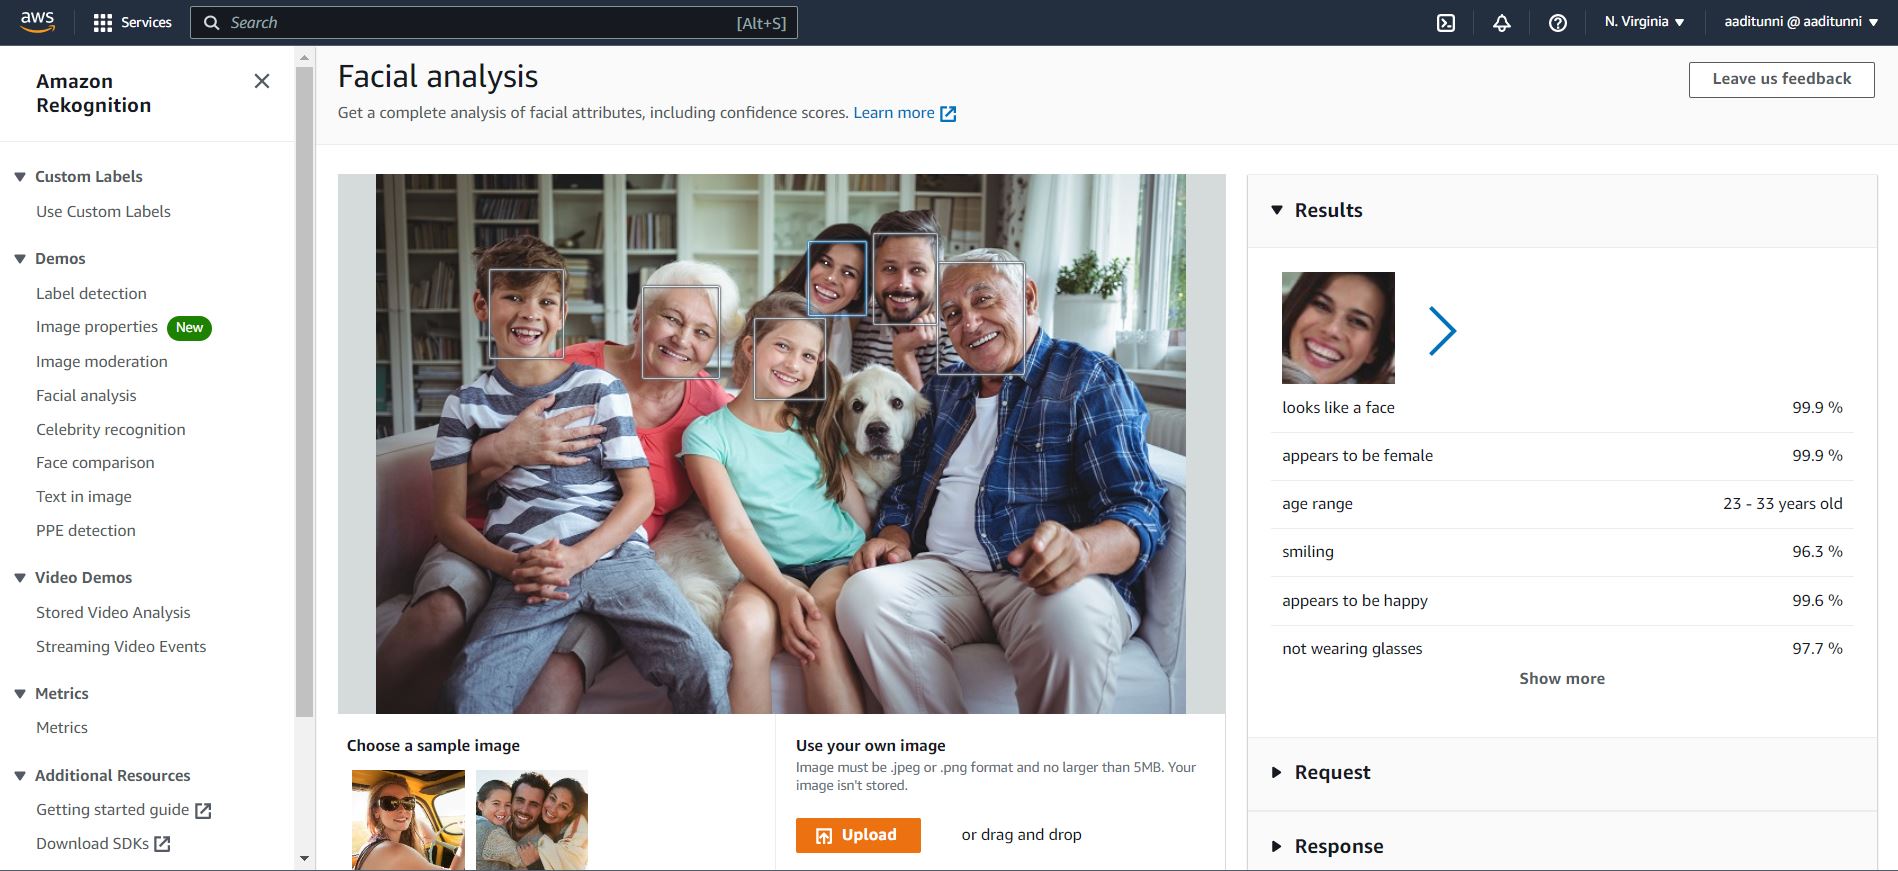 aws
Services
Search
[Alt+S]
N. Virginia
aaditunni @ aaditunni
Amazon
Rekognition
Custom Labels
Use Custom Labels
Demos
Label detection
Image properties New
Image moderation
Facial analysis
Celebrity recognition
Face comparison
Text in image
PPE detection
Video Demos
Stored Video Analysis
Streaming Video Events
Metrics
Metrics
Additional Resources
Getting started guide
Download SDKs
Facial analysis
Leave us feedback
Get a complete analysis of facial attributes, including confidence scores. Learn more
Choose a sample image
Use your own image
Image must be .jpeg or .png format and no larger than 5MB. Your
image isn't stored.
Upload or drag and drop
Results
looks like a face 99.9 %
appears to be female 99.9 %
age range 23 - 33 years old
smiling 96.3 %
appears to be happy 99.6 %
not wearing glasses 97.7 %
Show more
Request
Response